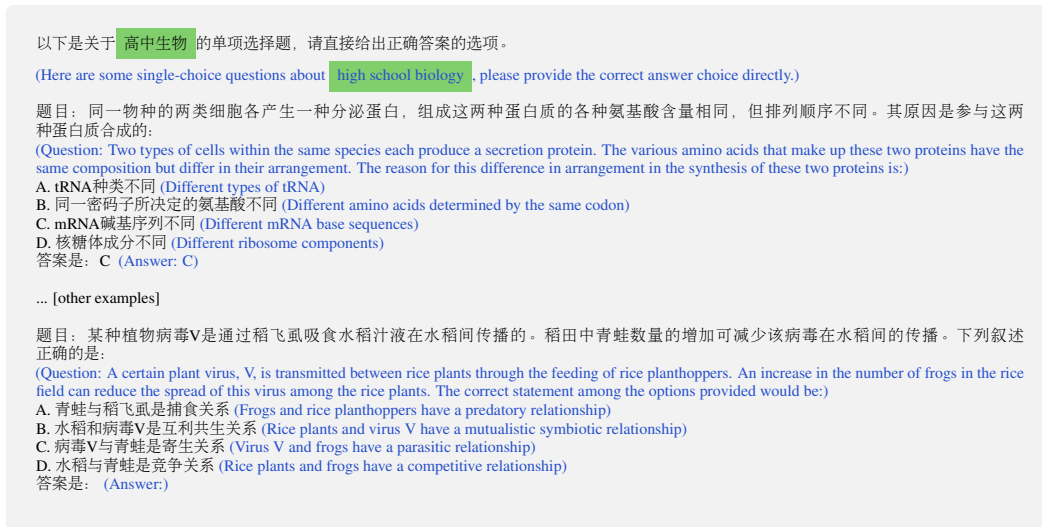 以下是关于 高中生物 的单项选择题，请直接给出正确答案的选项。
(Here are some single-choice questions about high school biology , please provide the correct answer choice directly.)
题目：同一物种的两类细胞各产生一种分泌蛋白，组成这两种蛋白质的各种氨基酸含量相同，但排列顺序不同。其原因是参与这两
种蛋白质合成的:
(Question: Two types of cells within the same species each produce a secretion protein. The various amino acids that make up these two proteins have the
same composition but differ in their arrangement. The reason for this difference in arrangement in the synthesis of these two proteins is:)
A. tRNA种类不同 (Different types of tRNA)
B. 同一密码子所决定的氨基酸不同 (Different amino acids determined by the same codon)
C. mRNA碱基序列不同 (Different mRNA base sequences)
D. 核糖体成分不同 (Different ribosome components)
答案是：C (Answer: C)
... [other examples]
题目：某种植物病毒V是通过稻飞虱吸食水稻汁液在水稻间传播的。稻田中青蛙数量的增加可减少该病毒在水稻间的传播。下列叙述
正确的是:
(Question: A certain plant virus, V, is transmitted between rice plants through the feeding of rice planthoppers. An increase in the number of frogs in the rice
field can reduce the spread of this virus among the rice plants. The correct statement among the options provided would be:)
A. 青蛙与稻飞虱是捕食关系 (Frogs and rice planthoppers have a predatory relationship)
B. 水稻和病毒V是互利共生关系 (Rice plants and virus V have a mutualistic symbiotic relationship)
C. 病毒V与青蛙是寄生关系 (Virus V and frogs have a parasitic relationship)
D. 水稻与青蛙是竞争关系 (Rice plants and frogs have a competitive relationship)
答案是： (Answer:)